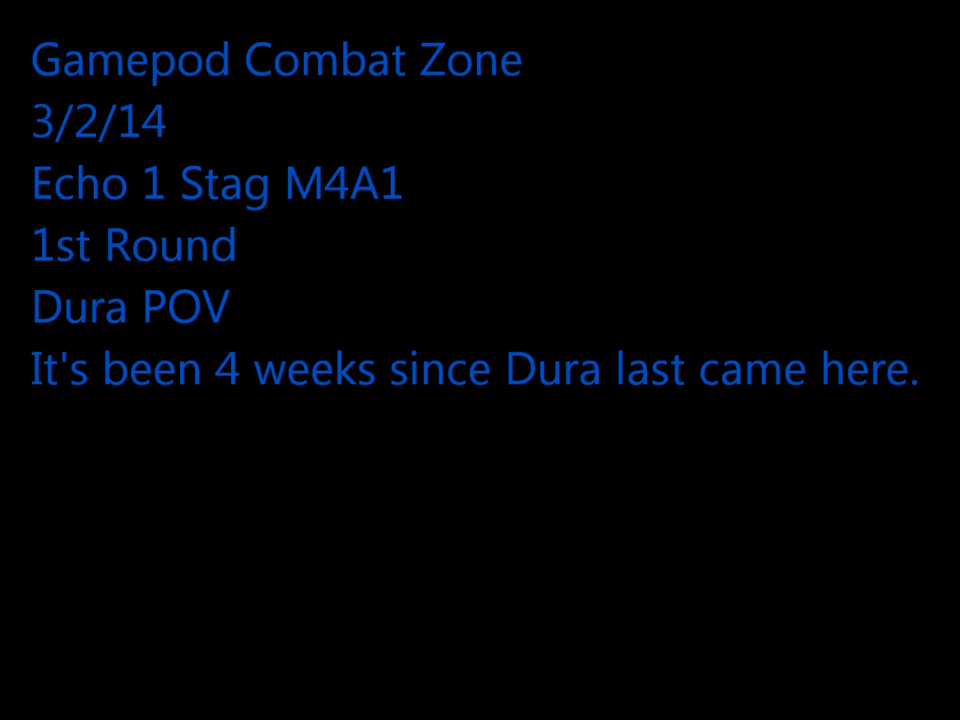 Gamepod Combat Zone
3/2/14
Echo 1 Stag M4A1
1st Round
Dura POV
It's been 4 weeks since Dura last came here.